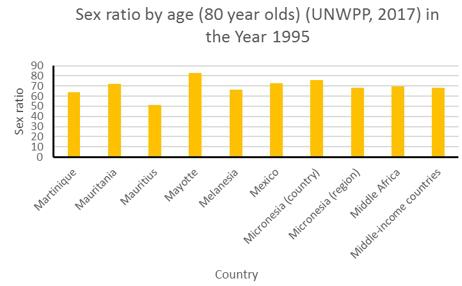 Sex ratio by age (80 year olds) (UNWPP, 2017) in
the Year 1995
Sex ratio
90
80
70
60
50
40
30
20
10
0
Martinique
Mauritania
Mauritius
Mayotte
Melanesia
Mexico
Micronesia (country)
Micronesia (region)
Middle Africa
Middle-income countries
Country